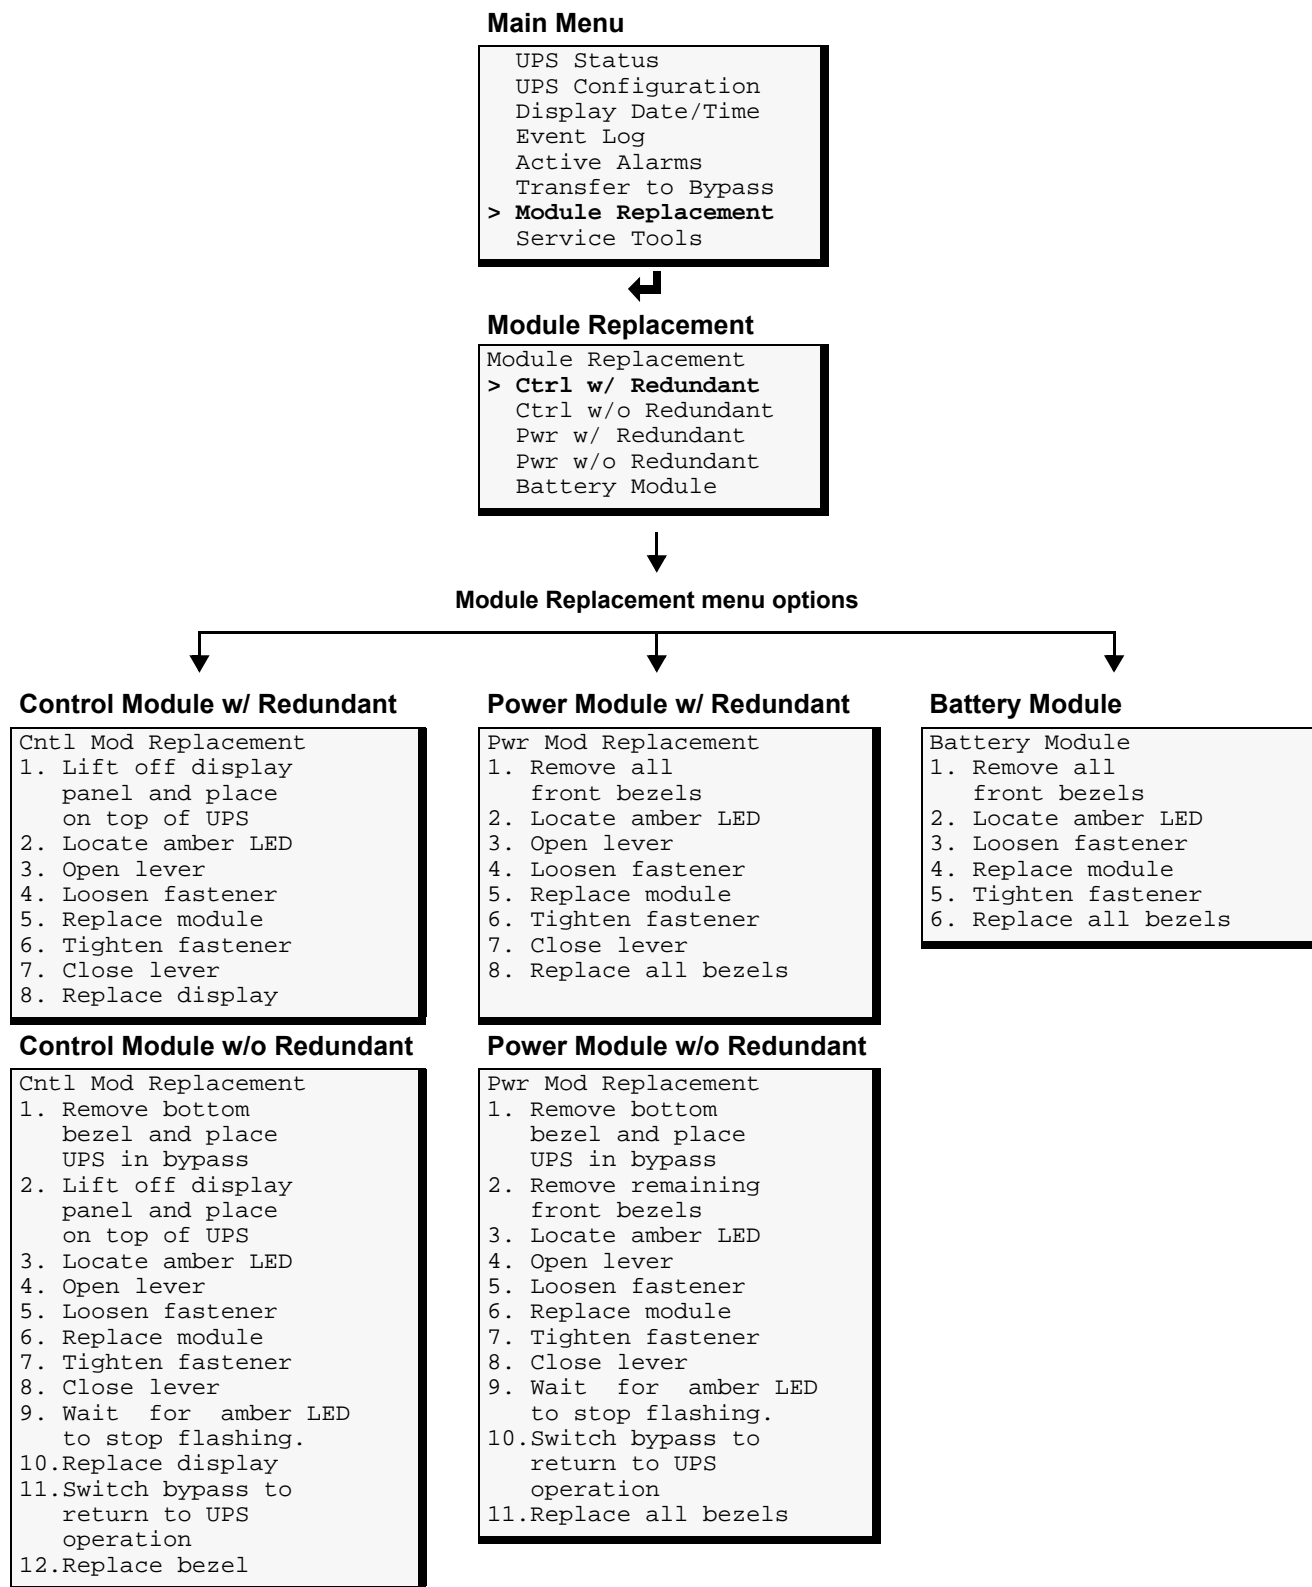 Main Menu
UPS Status
UPS Configuration
Display Date/Time
Event Log
Active Alarms
Transfer to Bypass
> Module Replacement
Service Tools
Module Replacement
Module Replacement
> Ctrl w/ Redundant
Ctrl w/o Redundant
Pwr w/ Redundant
Pwr w/o Redundant
Battery Module
Module Replacement menu options
Control Module w/ Redundant
Cntl Mod Replacement
1. Lift off display
panel and place
on top of UPS
2. Locate amber LED
3. Open lever
4. Loosen fastener
5. Replace module
6. Tighten fastener
7. Close lever
8. Replace display
Control Module w/o Redundant
Cntl Mod Replacement
1. Remove bottom
bezel and place
UPS in bypass
2. Lift off display
panel and place
on top of UPS
3. Locate amber LED
4. Open lever
5. Loosen fastener
6. Replace module
7. Tighten fastener
8. Close lever
9. Wait for amber LED
to stop flashing.
10.Replace display
11.Switch bypass to
return to UPS
operation
12.Replace bezel
Power Module w/ Redundant
Pwr Mod Replacement
1. Remove all
front bezels
2. Locate amber LED
3. Open lever
4. Loosen fastener
5. Replace module
6. Tighten fastener
7. Close lever
8. Replace all bezels
Power Module w/o Redundant
Pwr Mod Replacement
1. Remove bottom
bezel and place
UPS in bypass
2. Remove remaining
front bezels
3. Locate amber LED
4. Open lever
5. Loosen fastener
6. Replace module
7. Tighten fastener
8. Close lever
9. Wait for amber LED
to stop flashing.
10.Switch bypass to
return to UPS
operation
11.Replace all bezels
Battery Module
Battery Module
1. Remove all
front bezels
2. Locate amber LED
3. Loosen fastener
4. Replace module
5. Tighten fastener
6. Replace all bezels